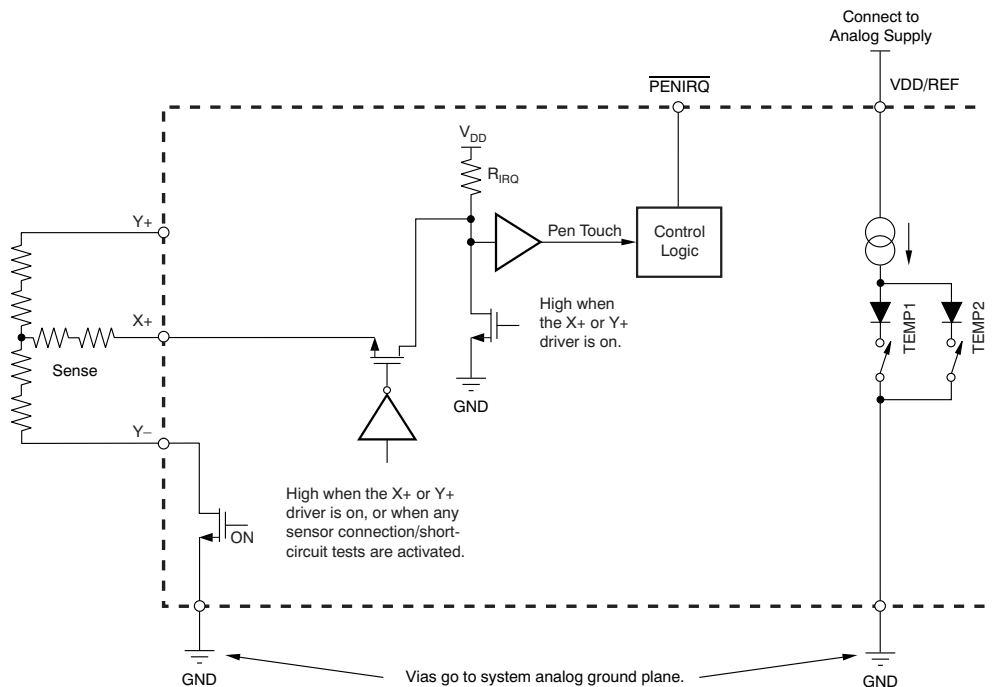 Connect to
Analog Supply
PENIRQ
VDD/REF
VDD
RIRQ
Y+
Pen Touch
Control
Logic
High when
the X+ or Y+
driver is on.
TEMP1
TEMP2
X+
Sense
GND
Y–
High when the X+ or Y+
driver is on, or when any
sensor connection/short-
circuit tests are activated.
ON
Vias go to system analog ground plane.
GND
GND